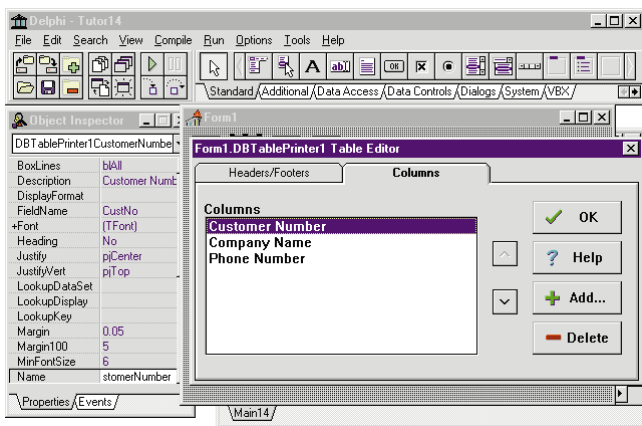 Delphi - Tutor14
File Edit Search View Compile Run Options Tools Help
OK
Standard Additional Data Access Data Controls Dialogs System VBX
Object Inspector
DBTablePrinter1CustomerNumbe
BoxLines blAll
Description Customer Numb
DisplayFormat
FieldName CustNo
+Font (TFont)
Heading No
Justify pjCenter
JustifyVert pjTop
LookupDataSet
LookupDisplay
LookupKey
Margin 0.05
Margin100 5
MinFontSize 6
Name stomerNumber
Properties Events
Form1
Form1.DBTablePrinter1 Table Editor
Headers/Footers Columns
Columns
Customer Number
Company Name
Phone Number
OK
Help
Add...
Delete
Main14